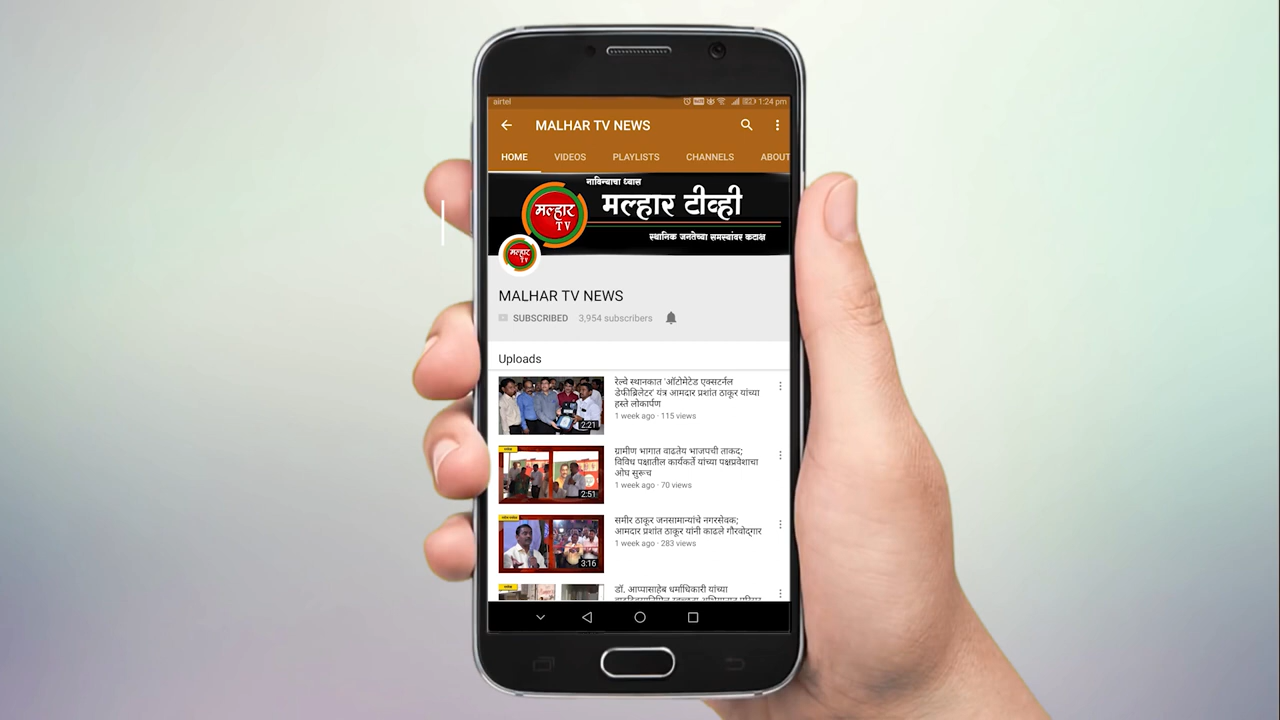 airtel 1:24 pm
MALHAR TV NEWS
HOME VIDEOS PLAYLISTS CHANNELS ABOUT
नाविन्याचा ध्यास
मल्हार टीव्ही
स्थानिक जनतेच्या समस्यांवर कटाक्ष
मल्हार
TV
मल्हार
TV
MALHAR TV NEWS
SUBSCRIBED 3,954 subscribers
Uploads
रेल्वे स्थानकात 'ऑटोमेटेड एक्सटर्नल
डेफीब्रिलेटर' यंत्र आमदार प्रशांत ठाकूर यांच्या
हस्ते लोकार्पण
1 week ago · 115 views
2:21
ग्रामीण भागात वाढतेय भाजपची ताकद;
विविध पक्षातील कार्यकर्ते यांच्या पक्षप्रवेशाचा
ओघ सुरूच
1 week ago · 70 views
2:51
समीर ठाकूर जनसामान्यांचे नगरसेवक;
आमदार प्रशांत ठाकूर यांनी काढले गौरवोद्गार
1 week ago · 283 views
3:16
डॉ. आप्पासाहेब धर्माधिकारी यांच्या